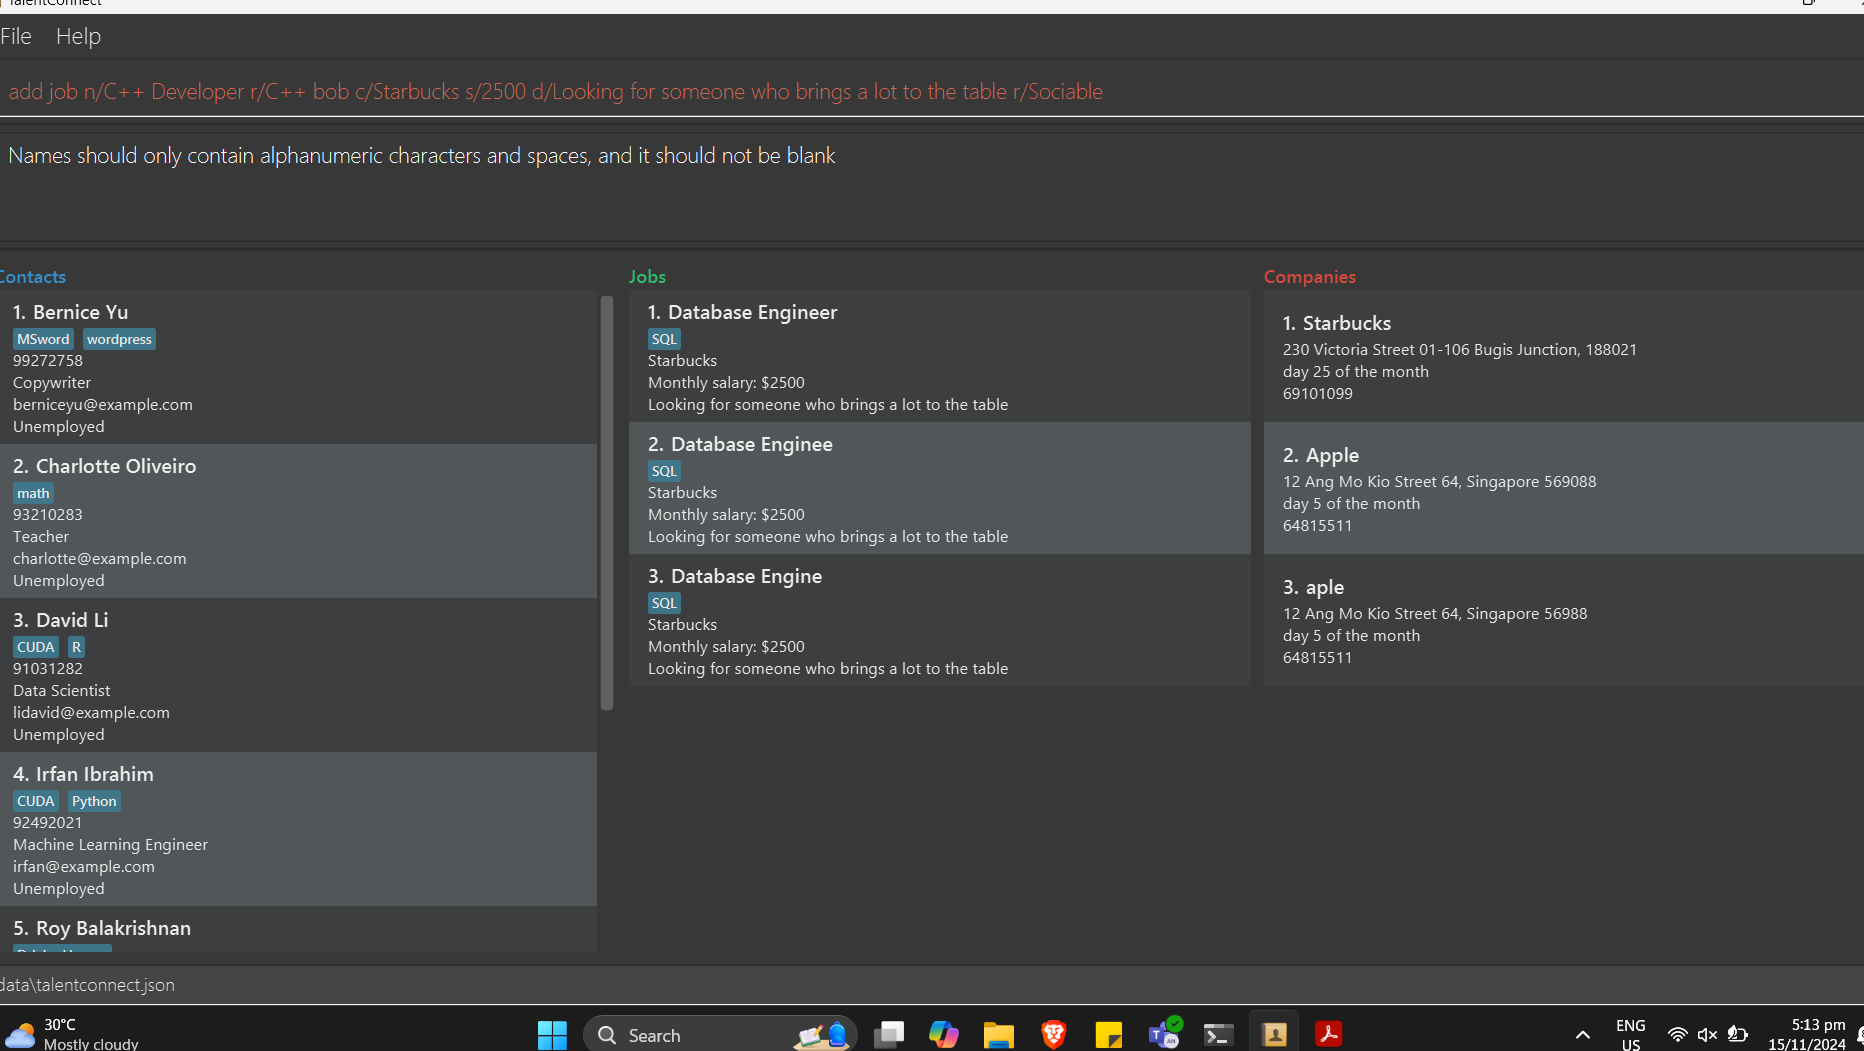 TalentConnect
File Help
add job n/C++ Developer r/C++ bob c/Starbucks s/2500 d/Looking for someone who brings a lot to the table r/Sociable
Names should only contain alphanumeric characters and spaces, and it should not be blank
Contacts
1. Bernice Yu
MSword wordpress
99272758
Copywriter
berniceyu@example.com
Unemployed
2. Charlotte Oliveiro
math
93210283
Teacher
charlotte@example.com
Unemployed
3. David Li
CUDA R
91031282
Data Scientist
lidavid@example.com
Unemployed
4. Irfan Ibrahim
CUDA Python
92492021
Machine Learning Engineer
irfan@example.com
Unemployed
5. Roy Balakrishnan
Jobs
1. Database Engineer
SQL
Starbucks
Monthly salary: $2500
Looking for someone who brings a lot to the table
2. Database Enginee
SQL
Starbucks
Monthly salary: $2500
Looking for someone who brings a lot to the table
3. Database Engine
SQL
Starbucks
Monthly salary: $2500
Looking for someone who brings a lot to the table
Companies
1. Starbucks
230 Victoria Street 01-106 Bugis Junction, 188021
day 25 of the month
69101099
2. Apple
12 Ang Mo Kio Street 64, Singapore 569088
day 5 of the month
64815511
3. aple
12 Ang Mo Kio Street 64, Singapore 56988
day 5 of the month
64815511
data\talentconnect.json
30°C
Mostly cloudy
Search
ENG
US
5:13 pm
15/11/2024